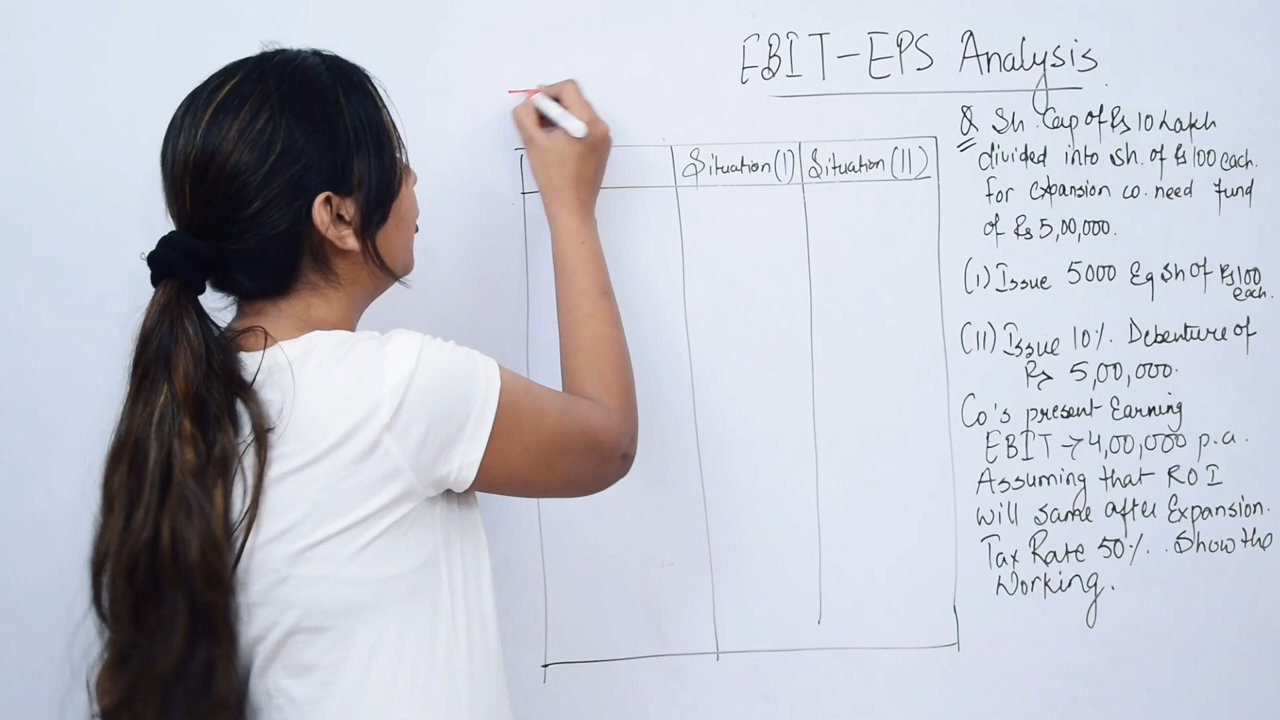 EBIT-EPS Analysis
Q Sh. Cap of Rs 10 Lakh
divided into sh. of Rs 100 each.
for expansion co. need fund
of Rs 5,00,000.
(I) Issue 5000 Eq sh of Rs 100
each.
(II) Issue 10% Debenture of
Rs 5,00,000.
Co's present Earning
EBIT → 4,00,000 p.a.
Assuming that ROI
will same after Expansion.
Tax Rate 50%. Show the
Working.
Situation (I) Situation (II)